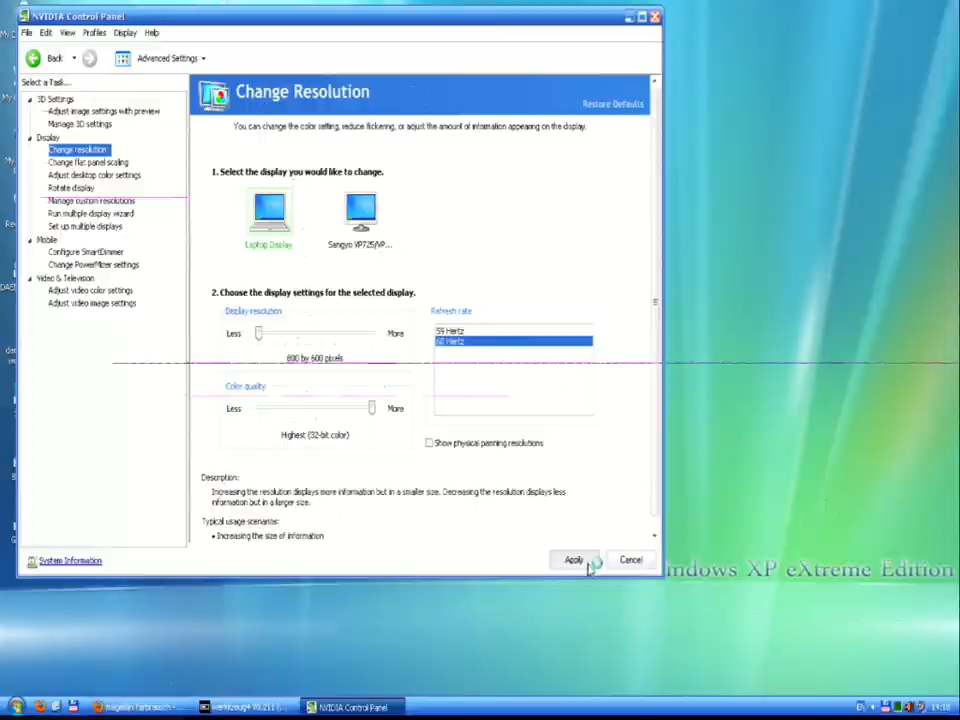 NVIDIA Control Panel
File Edit View Profiles Display Help
Back Advanced Settings
Select a Task...
3D Settings
Adjust image settings with preview
Manage 3D settings
Display
Change resolution
Change flat panel scaling
Adjust desktop color settings
Rotate display
Manage custom resolutions
Run multiple display wizard
Set up multiple displays
Mobile
Configure SmartDimmer
Change PowerMizer settings
Video & Television
Adjust video color settings
Adjust video image settings
System Information
Change Resolution
Restore Defaults
You can change the color setting, reduce flickering, or adjust the amount of information appearing on the display.
1. Select the display you would like to change.
Laptop Display
Sangyo VP725/VP...
2. Choose the display settings for the selected display.
Display resolution
Less More
800 by 600 pixels
Refresh rate
59 Hertz
60 Hertz
Color quality
Less More
Highest (32-bit color)
Show physical panning resolutions
Description:
Increasing the resolution displays more information but in a smaller size. Decreasing the resolution displays less
information but in a larger size.
Typical usage scenarios:
• Increasing the size of information
Apply Cancel
indows XP eXtreme Edition
NVIDIA Control Panel
EN
14:18